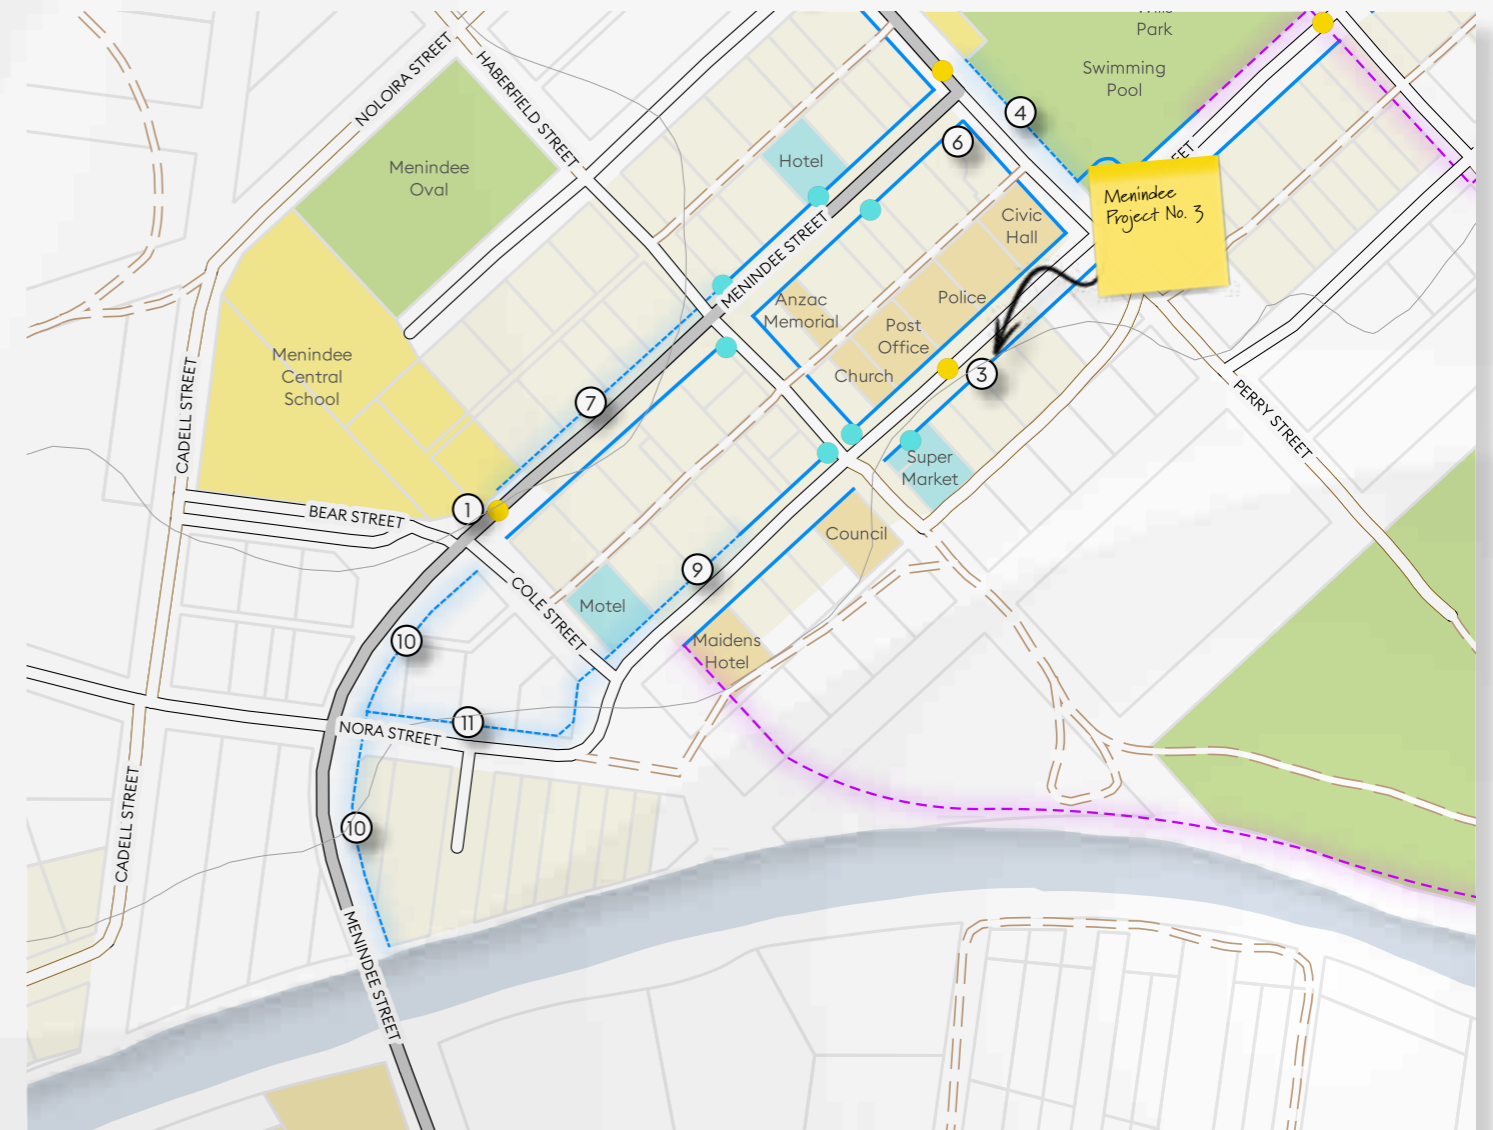 Park
Swimming
Pool
NOLOIRA STREET
HABERFIELD STREET
4
6
Hotel
Menindee
Oval
Menindee
Project No. 3
Civic
Hall
MENINDEE STREET
Police
Anzac
Memorial
Post
Office
Church
3
Menindee
Central
School
CADELL STREET
7
PERRY STREET
Super
Market
1
BEAR STREET
Council
9
COLE STREET
Motel
10
Maidens
Hotel
11
NORA STREET
10
CADELL STREET
MENINDEE STREET